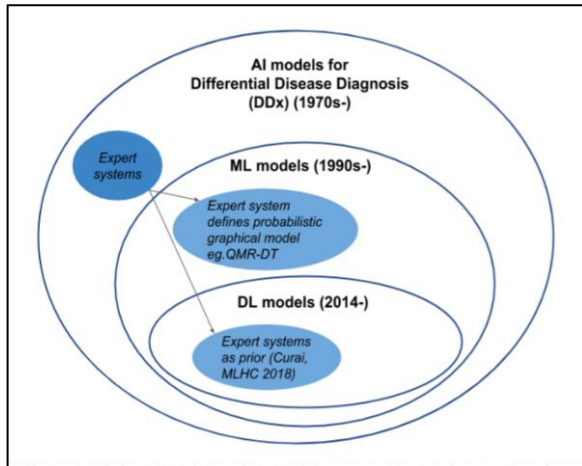 AI models for
Differential Disease Diagnosis
(DDx) (1970s-)
Expert
systems
ML models (1990s-)
Expert system
defines probabilistic
graphical model
eg.QMR-DT
DL models (2014-)
Expert systems
as prior (Curai,
MLHC 2018)